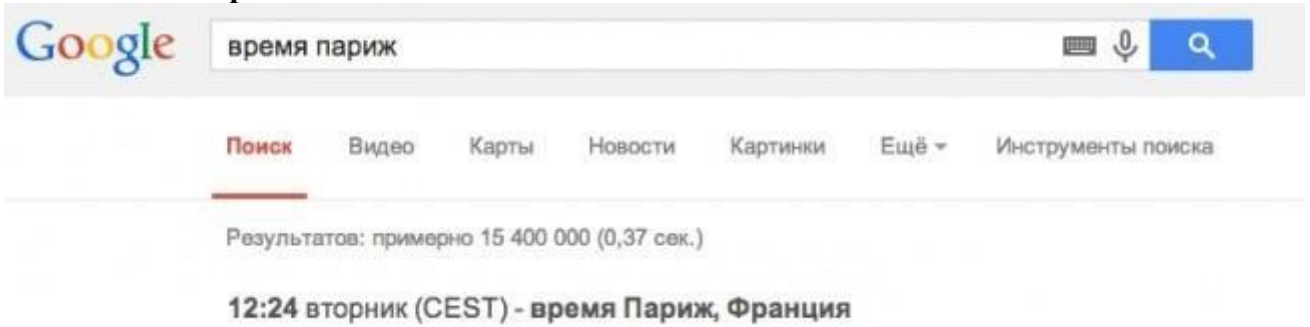 Google время париж
Поиск Видео Карты Новости Картинки Ещё Инструменты поиска
Результатов: примерно 15 400 000 (0,37 сек.)
12:24 вторник (CEST) - время Париж, Франция